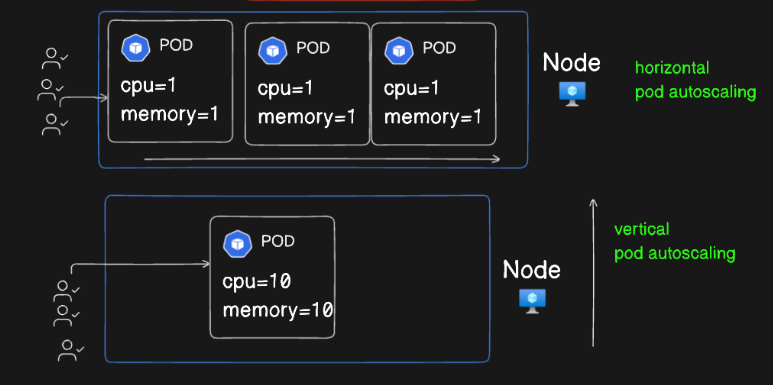 POD
cpu=1
memory=1
POD
cpu=1
memory=1
POD
cpu=1
memory=1
Node
horizontal
pod autoscaling
POD
cpu=10
memory=10
Node
vertical
pod autoscaling